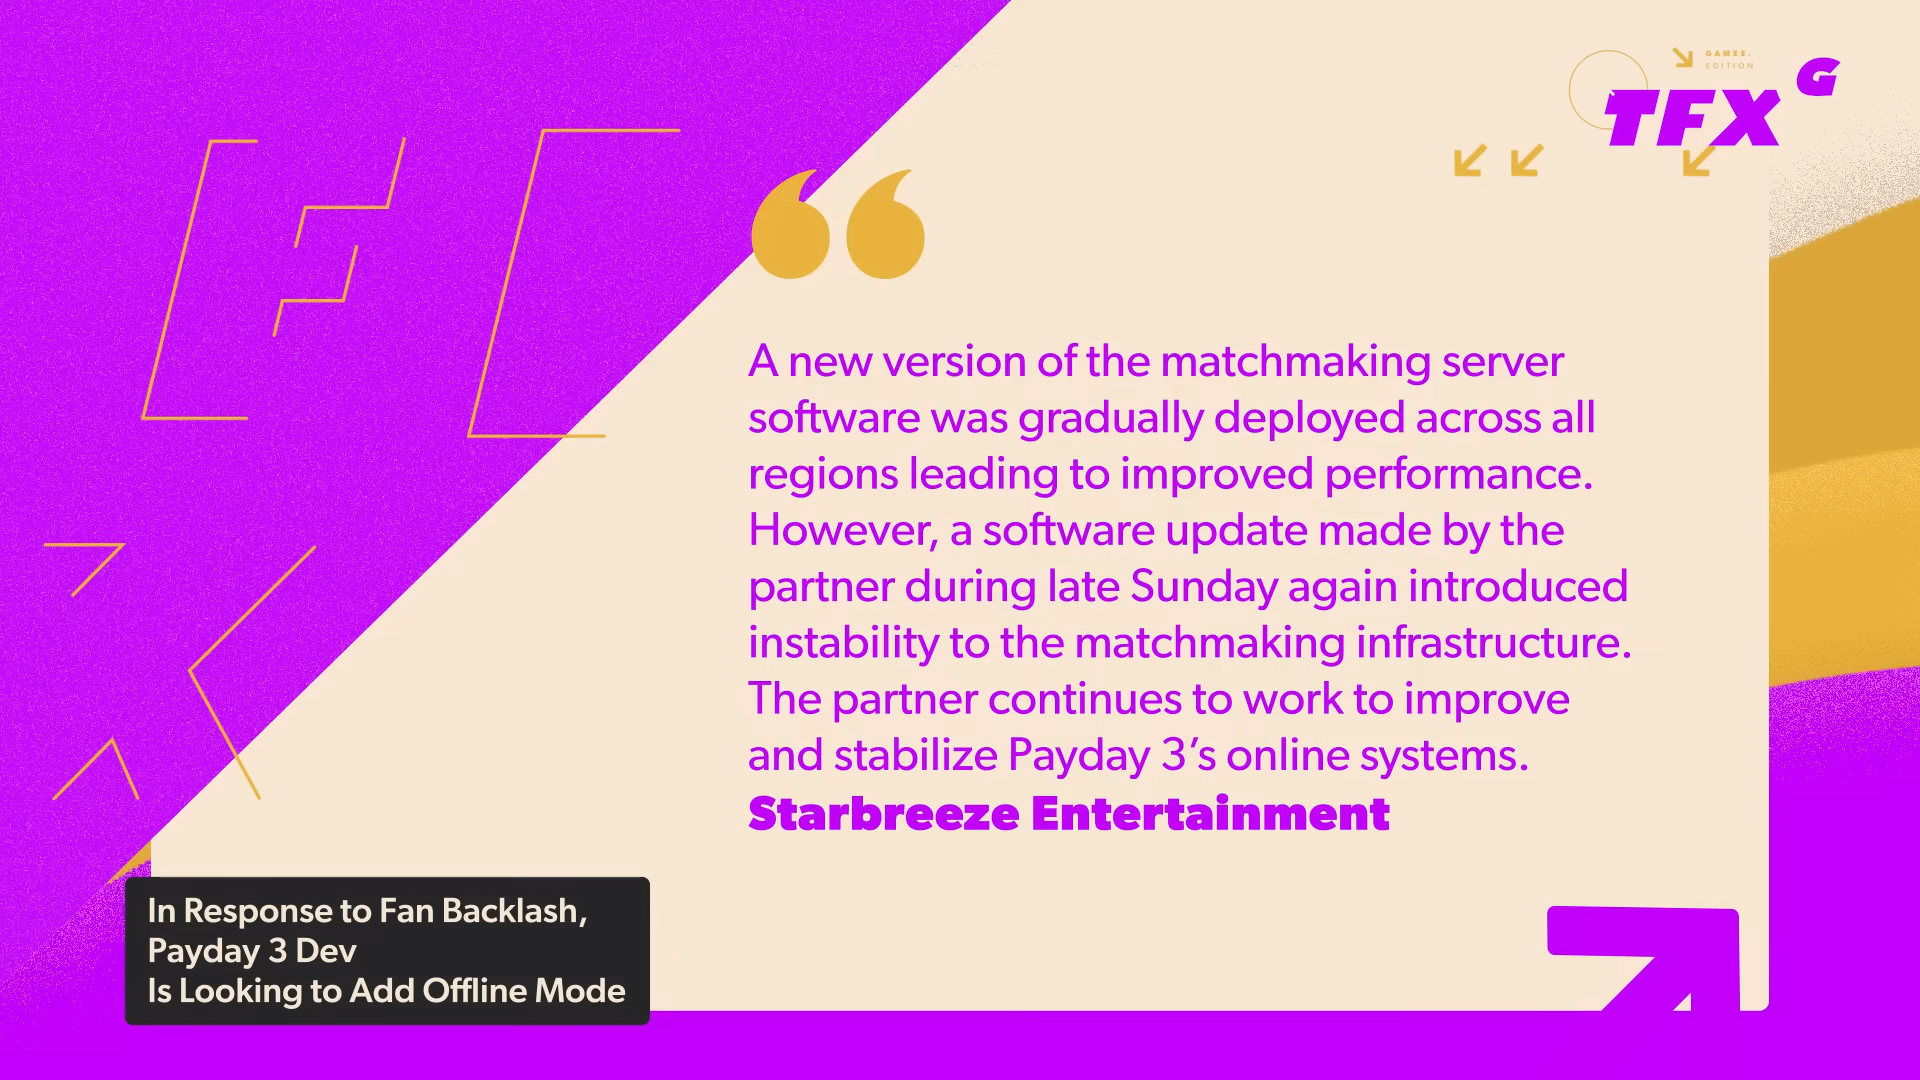 GAMES.
EDITION
TFX G
A new version of the matchmaking server
software was gradually deployed across all
regions leading to improved performance.
However, a software update made by the
partner during late Sunday again introduced
instability to the matchmaking infrastructure.
The partner continues to work to improve
and stabilize Payday 3’s online systems.
Starbreeze Entertainment
In Response to Fan Backlash,
Payday 3 Dev
Is Looking to Add Offline Mode